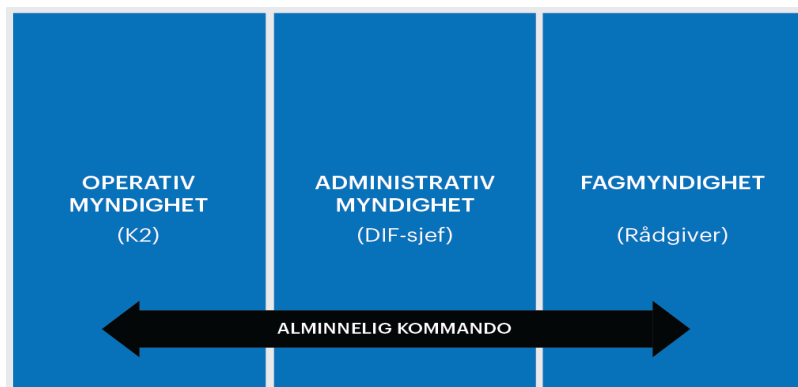 OPERATIV
MYNDIGHET
(K2)
ADMINISTRATIV
MYNDIGHET
(DIF-sjef)
FAGMYNDIGHET
(Rådgiver)
ALMINNELIG KOMMANDO